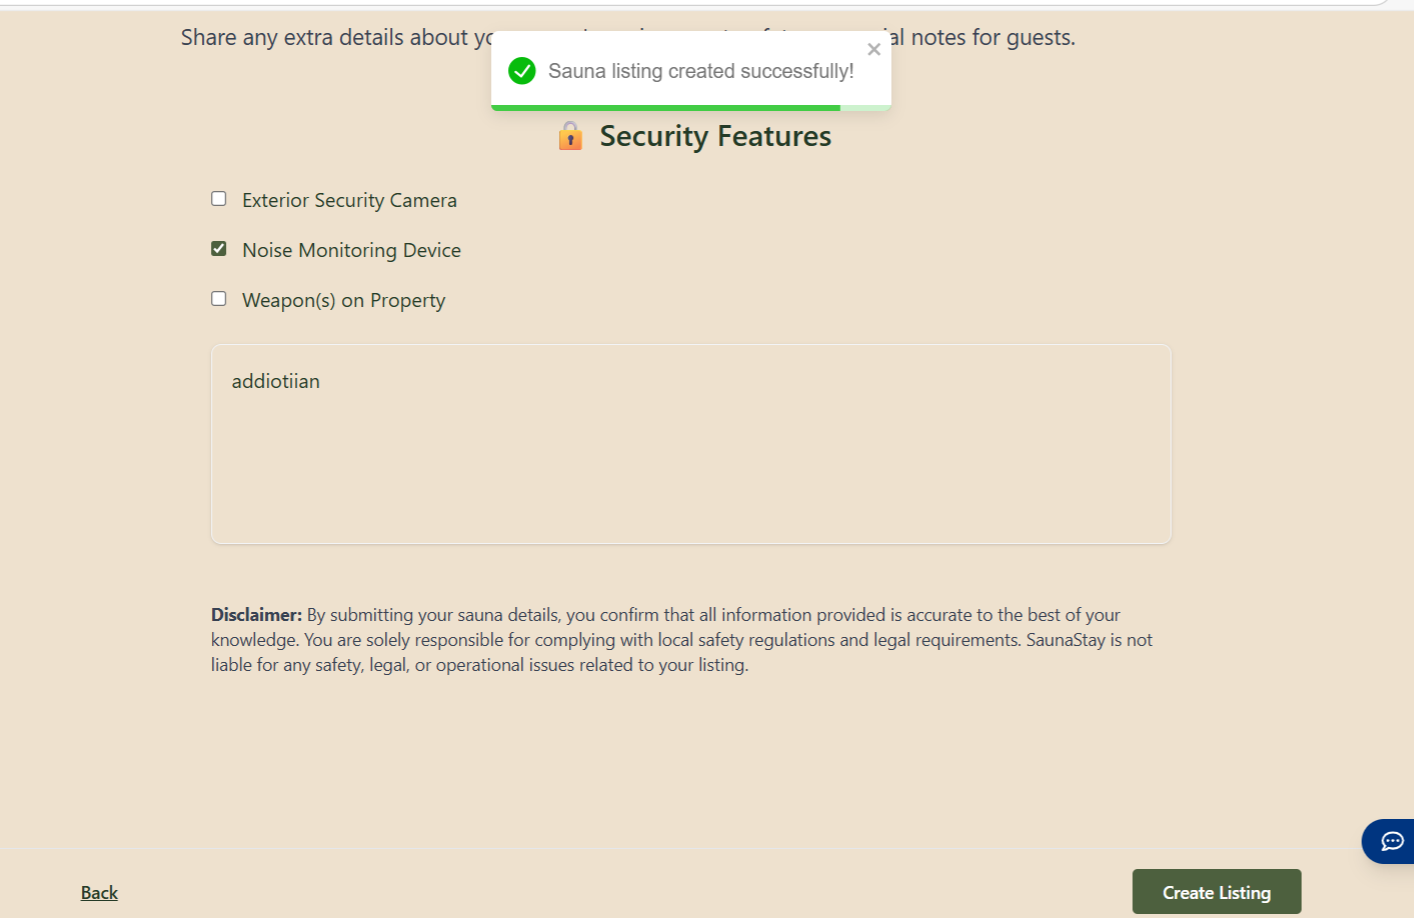 Share any extra details about
al notes for guests.
Sauna listing created successfully!
Security Features
Exterior Security Camera
Noise Monitoring Device
Weapon(s) on Property
addiotiian
Disclaimer: By submitting your sauna details, you confirm that all information provided is accurate to the best of your
knowledge. You are solely responsible for complying with local safety regulations and legal requirements. SaunaStay is not
liable for any safety, legal, or operational issues related to your listing.
Back
Create Listing